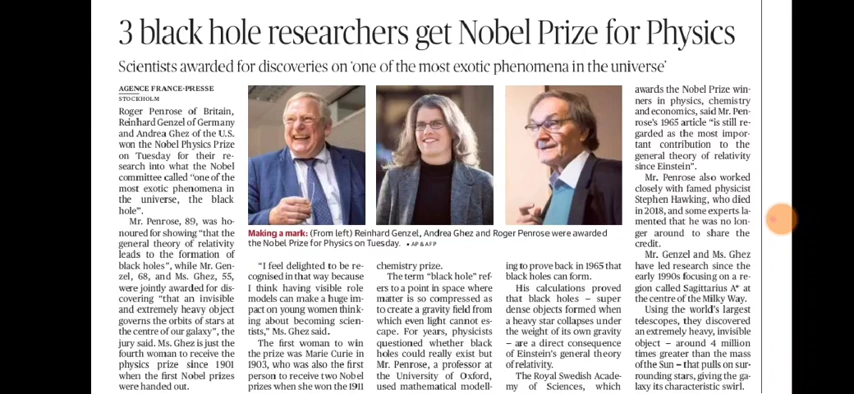 3 black hole researchers get Nobel Prize for Physics
Scientists awarded for discoveries on ‘one of the most exotic phenomena in the universe’
AGENCE FRANCE-PRESSE
STOCKHOLM
Roger Penrose of Britain,
Reinhard Genzel of Germany
and Andrea Ghez of the U.S.
won the Nobel Physics Prize
on Tuesday for their re-
search into what the Nobel
committee called “one of the
most exotic phenomena in
the universe, the black
hole”.
Mr. Penrose, 89, was ho-
noured for showing “that the
general theory of relativity
leads to the formation of
black holes”, while Mr. Gen-
zel, 68, and Ms. Ghez, 55,
were jointly awarded for dis-
covering “that an invisible
and extremely heavy object
governs the orbits of stars at
the centre of our galaxy”, the
jury said. Ms. Ghez is just the
fourth woman to receive the
physics prize since 1901
when the first Nobel prizes
were handed out.
Making a mark: (From left) Reinhard Genzel, Andrea Ghez and Roger Penrose were awarded
the Nobel Prize for Physics on Tuesday. • AP & AFP
“I feel delighted to be re-
cognised in that way because
I think having visible role
models can make a huge im-
pact on young women think-
ing about becoming scien-
tists,” Ms. Ghez said.
The first woman to win
the prize was Marie Curie in
1903, who was also the first
person to receive two Nobel
prizes when she won the 1911
chemistry prize.
The term “black hole” ref-
ers to a point in space where
matter is so compressed as
to create a gravity field from
which even light cannot es-
cape. For years, physicists
questioned whether black
holes could really exist but
Mr. Penrose, a professor at
the University of Oxford,
used mathematical modell-
ing to prove back in 1965 that
black holes can form.
His calculations proved
that black holes – super
dense objects formed when
a heavy star collapses under
the weight of its own gravity
– are a direct consequence
of Einstein’s general theory
of relativity.
The Royal Swedish Acade-
my of Sciences, which
awards the Nobel Prize win-
ners in physics, chemistry
and economics, said Mr. Pen-
rose’s 1965 article “is still re-
garded as the most impor-
tant contribution to the
general theory of relativity
since Einstein”.
Mr. Penrose also worked
closely with famed physicist
Stephen Hawking, who died
in 2018, and some experts la-
mented that he was no lon-
ger around to share the
credit.
Mr. Genzel and Ms. Ghez
have led research since the
early 1990s focusing on a re-
gion called Sagittarius A* at
the centre of the Milky Way.
Using the world’s largest
telescopes, they discovered
an extremely heavy, invisible
object – around 4 million
times greater than the mass
of the Sun – that pulls on sur-
rounding stars, giving the ga-
laxy its characteristic swirl.